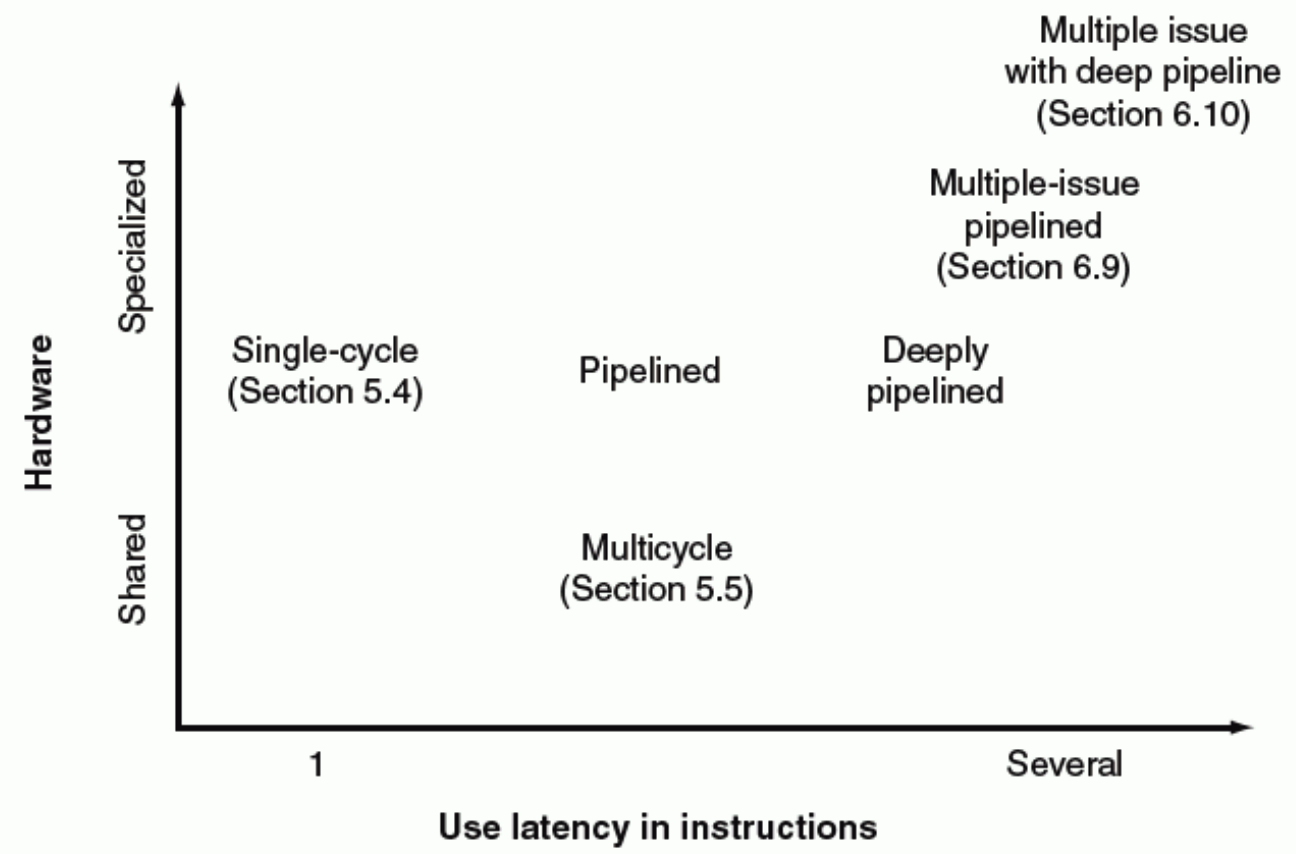 Multiple issue
with deep pipeline
(Section 6.10)
Multiple-issue
pipelined
(Section 6.9)
Specialized
Single-cycle
(Section 5.4)
Pipelined
Deeply
pipelined
Hardware
Shared
Multicycle
(Section 5.5)
1
Several
Use latency in instructions